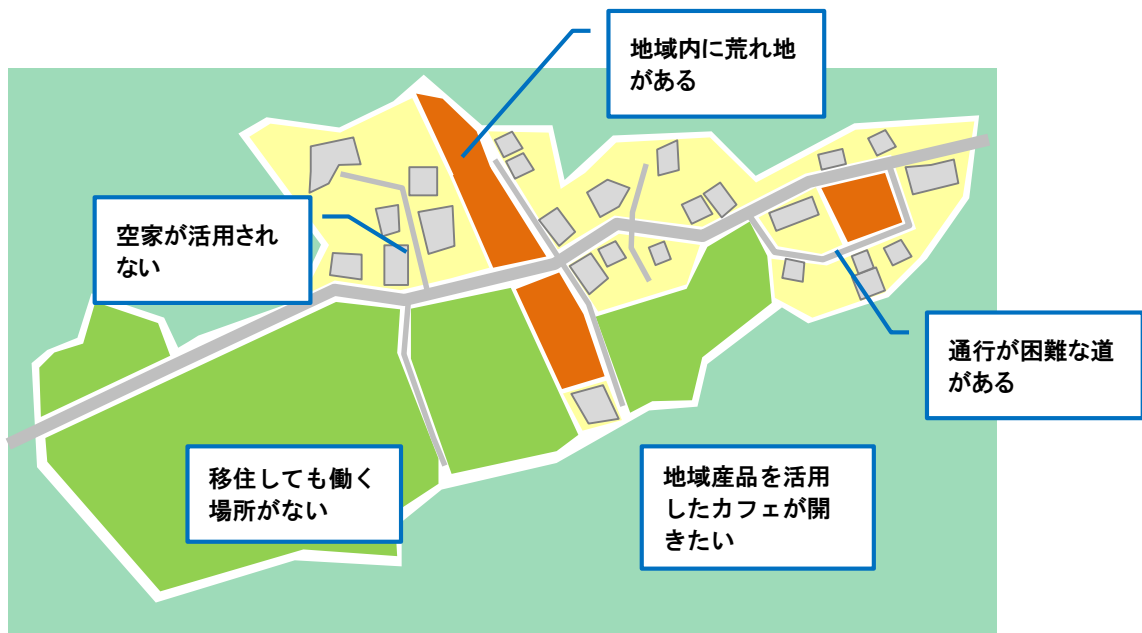 地域内に荒れ地
がある
空家が活用され
ない
通行が困難な道
がある
移住しても働く
場所がない
地域産品を活用
したカフェが開
きたい